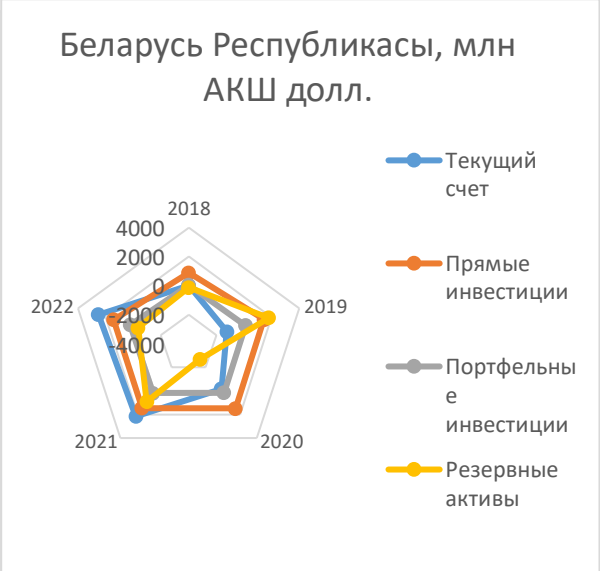 Беларусь Республикасы, млн
АКШ долл.
2018
4000
2000
0
-2000
-4000
2022
2019
2021
2020
Текущий
счет
Прямые
инвестиции
Портфельны
е
инвестиции
Резервные
активы